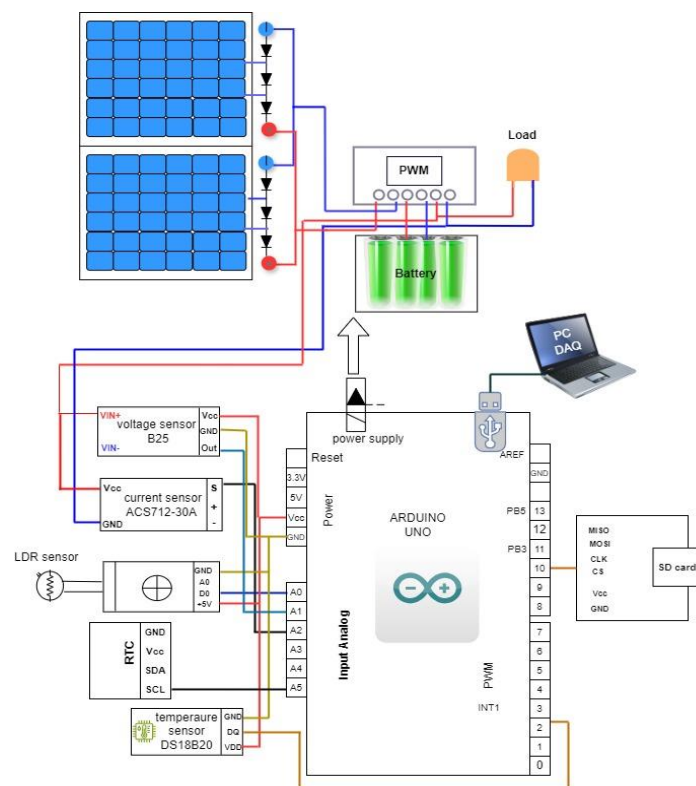 Load
PWM
Battery
PC
DAQ
power supply
VIN+
VIN-
voltage sensor
B25
Vcc
GND
Out
Vcc
GND
current sensor
ACS712-30A
S
+
-
LDR sensor
GND
A0
D0
+5V
RTC
GND
Vcc
SDA
SCL
temperaure
sensor
DS18B20
GND
DQ
VDD
Reset
3.3V
5V
Vcc
GND
Power
A0
A1
A2
A3
A4
A5
Input Analog
ARDUINO
UNO
AREF
GND
PB5
13
12
PB3
11
10
9
8
7
6
5
4
INT1
3
2
1
0
PWM
MISO
MOSI
CLK
CS
Vcc
GND
SD card